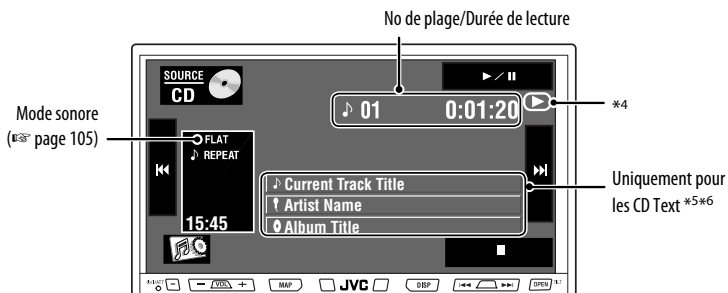 No de plage/Durée de lecture
SOURCE
CD
01 0:01:20
*4
Mode sonore
(☞ page 105)
FLAT
REPEAT
Current Track Title
Artist Name
Album Title
Uniquement pour
les CD Text *5*6
15:45
VOL
MAP
JVC
DISP
OPEN
TILT